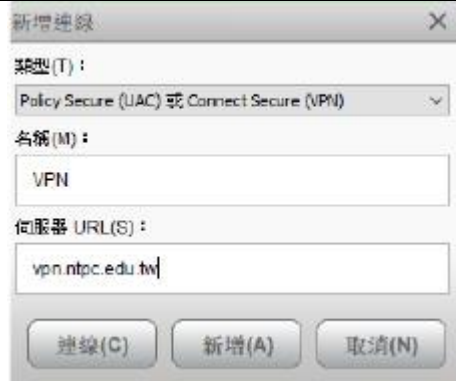 新增連線
類型(T)：
Policy Secure (UAC) 或 Connect Secure (VPN)
名稱(M)：
VPN
伺服器 URL(S)：
vpn.ntpc.edu.tw
連線(C) 新增(A) 取消(N)